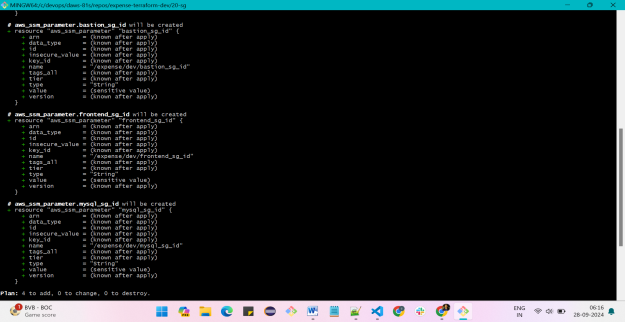 MINGW64:/c/devops/daws-81s/repos/expense-terraform-dev/20-sg
}
# aws_ssm_parameter.bastion_sg_id will be created
+ resource "aws_ssm_parameter" "bastion_sg_id" {
+ arn = (known after apply)
+ data_type = (known after apply)
+ id = (known after apply)
+ insecure_value = (known after apply)
+ key_id = (known after apply)
+ name = "/expense/dev/bastion_sg_id"
+ tags_all = (known after apply)
+ tier = (known after apply)
+ type = "String"
+ value = (sensitive value)
+ version = (known after apply)
}
# aws_ssm_parameter.frontend_sg_id will be created
+ resource "aws_ssm_parameter" "frontend_sg_id" {
+ arn = (known after apply)
+ data_type = (known after apply)
+ id = (known after apply)
+ insecure_value = (known after apply)
+ key_id = (known after apply)
+ name = "/expense/dev/frontend_sg_id"
+ tags_all = (known after apply)
+ tier = (known after apply)
+ type = "String"
+ value = (sensitive value)
+ version = (known after apply)
}
# aws_ssm_parameter.mysql_sg_id will be created
+ resource "aws_ssm_parameter" "mysql_sg_id" {
+ arn = (known after apply)
+ data_type = (known after apply)
+ id = (known after apply)
+ insecure_value = (known after apply)
+ key_id = (known after apply)
+ name = "/expense/dev/mysql_sg_id"
+ tags_all = (known after apply)
+ tier = (known after apply)
+ type = "String"
+ value = (sensitive value)
+ version = (known after apply)
}
Plan: 4 to add, 0 to change, 0 to destroy.
BVB - BOC
Game score
ENG
IN
06:16
28-09-2024